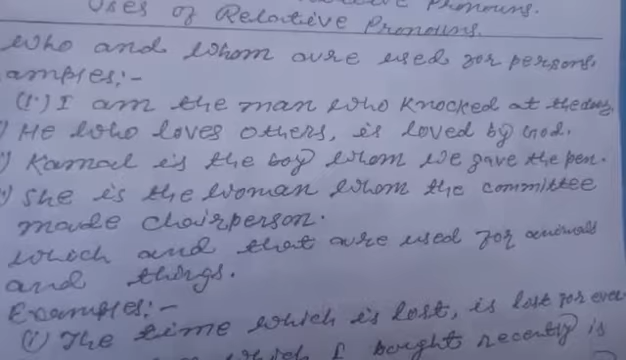 Pronouns.
Uses of Relative Pronouns.
who and whom are used for persons.
amples:-
(1.) I am the man who knocked at the door,
) He who loves others, is loved by God.
) Kamal is the boy whom we gave the pen.
) She is the woman whom the committee
made chairperson.
which and that are used for animals
and things.
Examples:-
(i) The time which is lost, is lost for ever
which I bought recently is